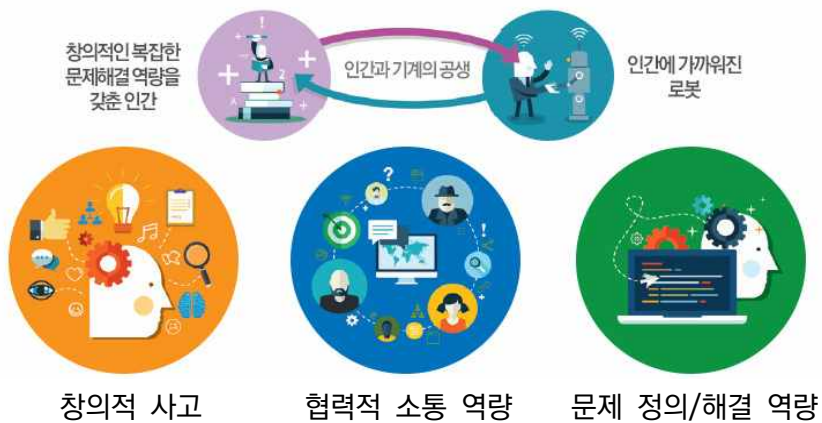 창의적인 복잡한
문제해결 역량을
갖춘 인간
인간과 기계의 공생
인간에 가까워진
로봇
창의적 사고
협력적 소통 역량
문제 정의/해결 역량